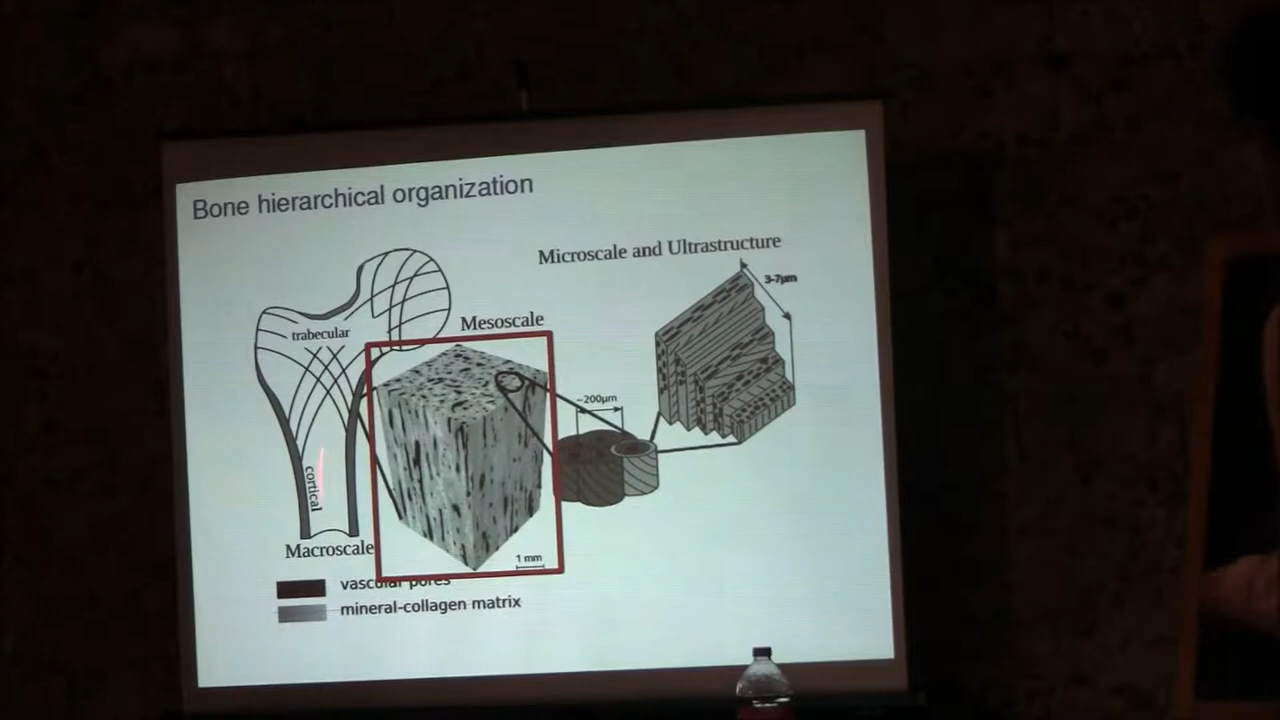 Bone hierarchical organization
Microscale and Ultrastructure
3-7µm
Mesoscale
trabecular
~200µm
cortical
1 mm
Macroscale
vascular pores
mineral-collagen matrix